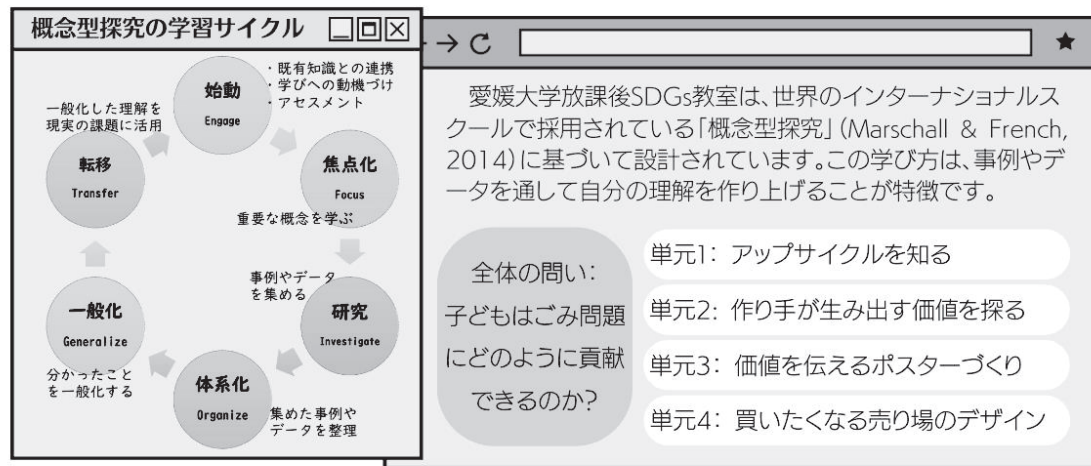 概念型探究の学習サイクル
始動
Engage
・既有知識との連携
・学びへの動機づけ
・アセスメント
焦点化
Focus
重要な概念を学ぶ
研究
Investigate
事例やデータ
を集める
体系化
Organize
集めた事例や
データを整理
一般化
Generalize
分かったこと
を一般化する
転移
Transfer
一般化した理解を
現実の課題に活用
愛媛大学放課後SDGs教室は、世界のインターナショナルス
クールで採用されている「概念型探究」(Marschall & French,
2014)に基づいて設計されています。この学び方は、事例やデ
ータを通して自分の理解を作り上げることが特徴です。
全体の問い:
子どもはごみ問題
にどのように貢献
できるのか?
単元1: アップサイクルを知る
単元2: 作り手が生み出す価値を探る
単元3: 価値を伝えるポスターづくり
単元4: 買いたくなる売り場のデザイン